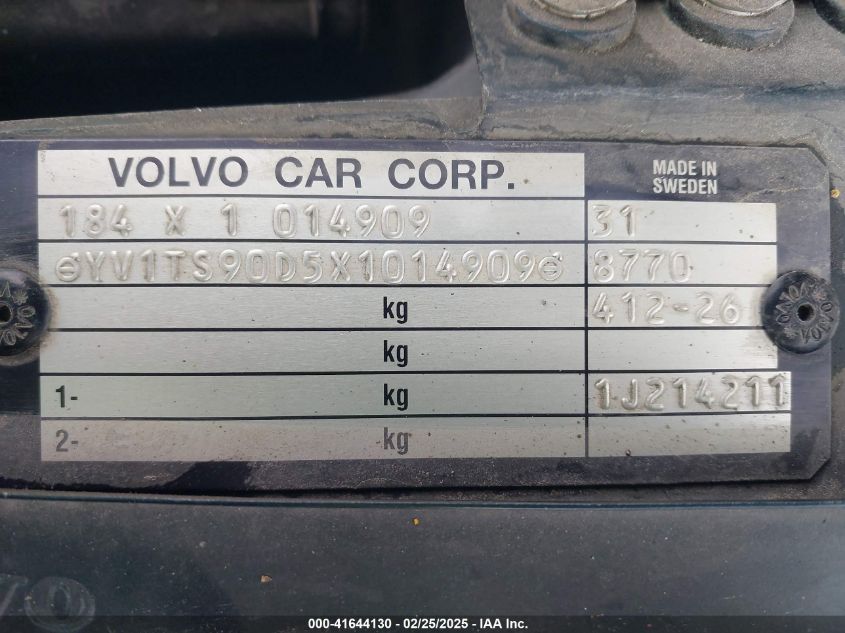 VOLVO CAR CORP.
MADE IN
SWEDEN
184 X 1 014909 31
YV1TS90D5X1014909 8770
kg 412-26
kg
1- kg 1J214211
2- kg
000-41644130 - 02/25/2025 - IAA Inc.